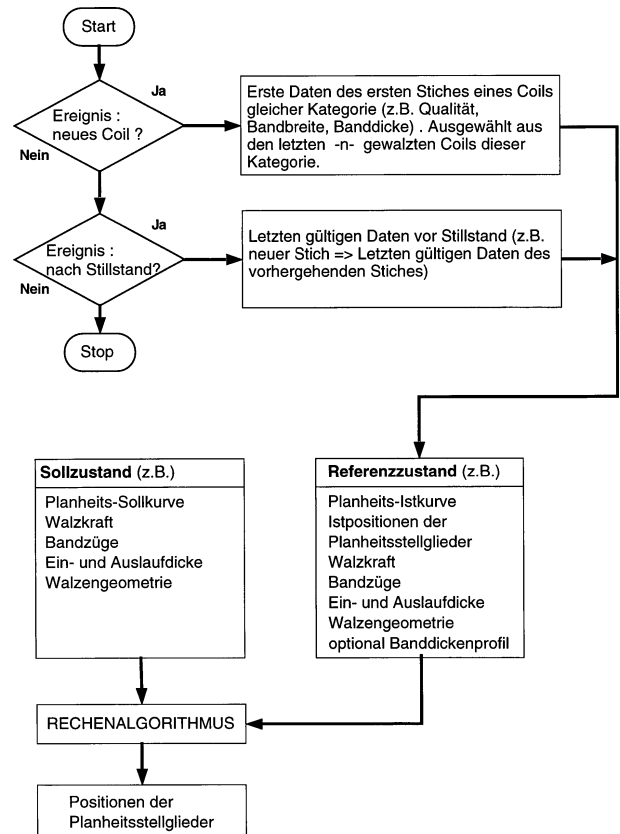 Start
Ja
Ereignis :
neues Coil ?
Nein
Erste Daten des ersten Stiches eines Coils
gleicher Kategorie (z.B. Qualität,
Bandbreite, Banddicke) . Ausgewählt aus
den letzten -n- gewalzten Coils dieser
Kategorie.
Ja
Ereignis :
nach Stillstand?
Nein
Letzten gültigen Daten vor Stillstand (z.B.
neuer Stich => Letzten gültigen Daten des
vorhergehenden Stiches)
Stop
Sollzustand (z.B.)
Planheits-Sollkurve
Walzkraft
Bandzüge
Ein- und Auslaufdicke
Walzengeometrie
Referenzzustand (z.B.)
Planheits-Istkurve
Istpositionen der
Planheitsstellglieder
Walzkraft
Bandzüge
Ein- und Auslaufdicke
Walzengeometrie
optional Banddickenprofil
RECHENALGORITHMUS
Positionen der
Planheitsstellglieder